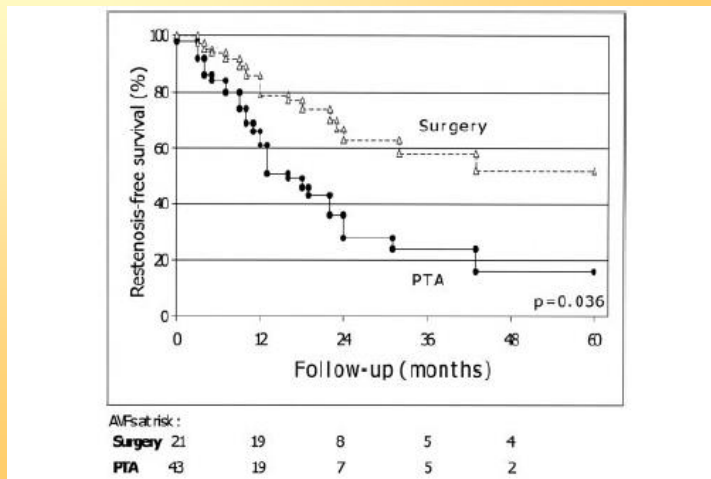 100
80
60
40
20
0
Restenosis-free survival (%)
Surgery
PTA
p=0.036
0 12 24 36 48 60
Follow-up (months)
AVFs at risk :
Surgery 21 19 8 5 4
PTA 43 19 7 5 2